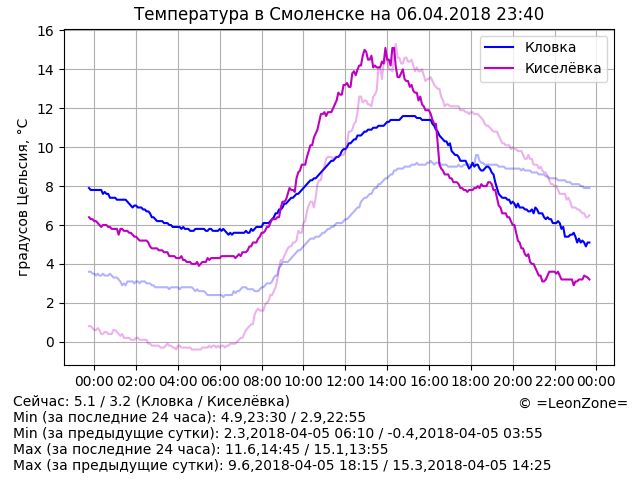 Температура в Смоленске на 06.04.2018 23:40
градусов Цельсия, °C
16
14
12
10
8
6
4
2
0
Кловка
Киселёвка
00:00 02:00 04:00 06:00 08:00 10:00 12:00 14:00 16:00 18:00 20:00 22:00 00:00
Сейчас: 5.1 / 3.2 (Кловка / Киселёвка)
© =LeonZone=
Min (за последние 24 часа): 4.9,23:30 / 2.9,22:55
Min (за предыдущие сутки): 2.3,2018-04-05 06:10 / -0.4,2018-04-05 03:55
Max (за последние 24 часа): 11.6,14:45 / 15.1,13:55
Max (за предыдущие сутки): 9.6,2018-04-05 18:15 / 15.3,2018-04-05 14:25